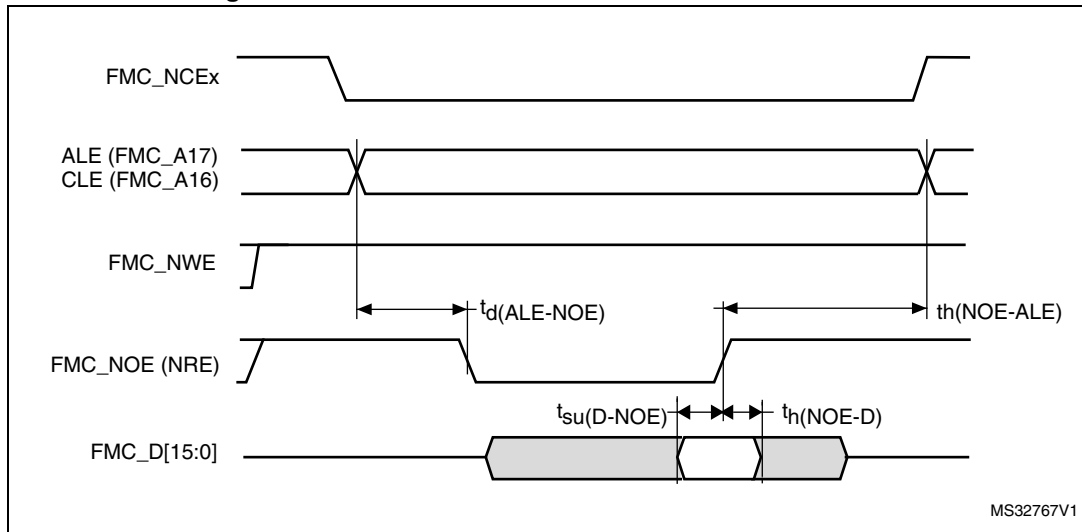 FMC_NCEx
ALE (FMC_A17)
CLE (FMC_A16)
FMC_NWE
td(ALE-NOE)
th(NOE-ALE)
FMC_NOE (NRE)
tsu(D-NOE)
th(NOE-D)
FMC_D[15:0]
MS32767V1